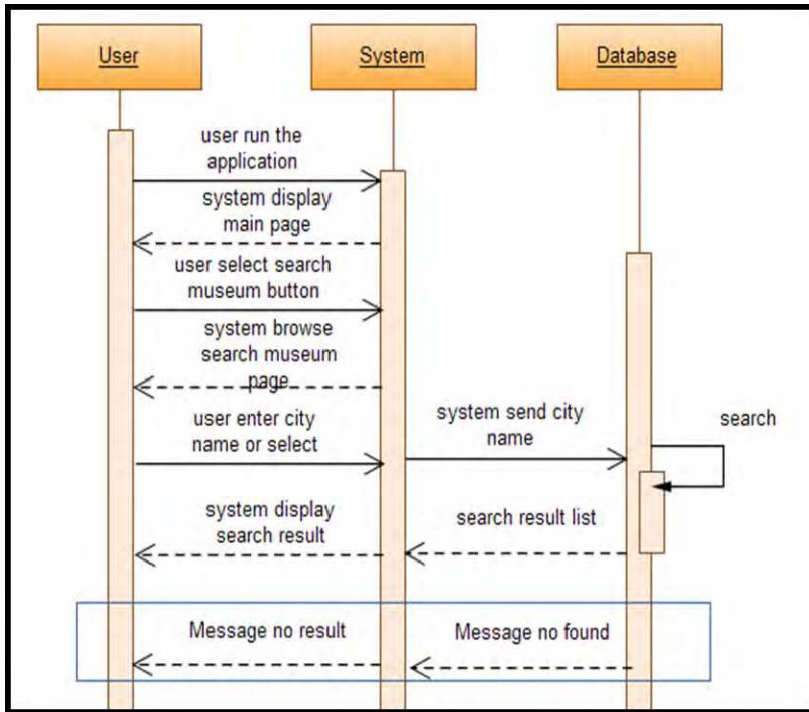 User
System
Database
user run the
application
system display
main page
user select search
museum button
system browse
search museum
page
user enter city
name or select
system send city
name
search
system display
search result
search result list
Message no result
Message no found